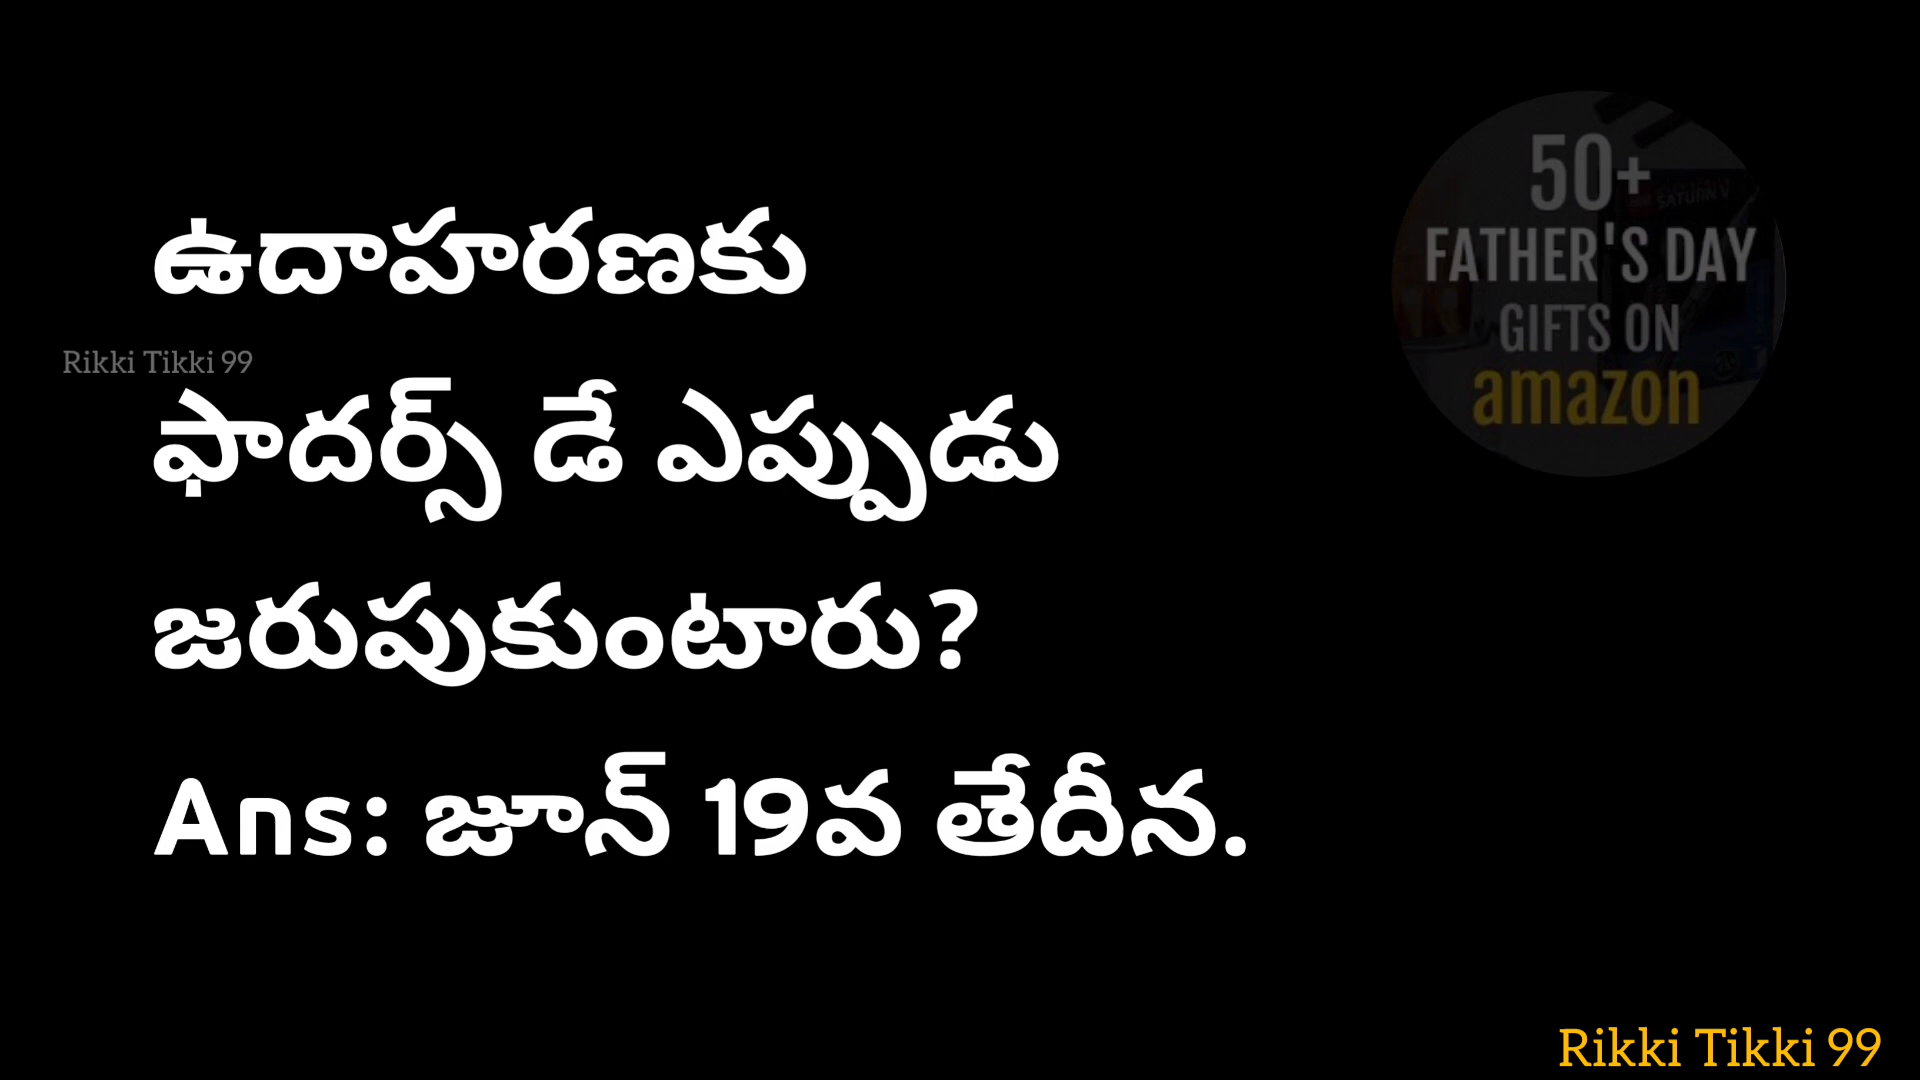 ఉదాహరణకు
Rikki Tikki 99
ఫాదర్స్ డే ఎప్పుడు
జరుపుకుంటారు?
Ans: జూన్ 19వ తేదీన.
50+
FATHER'S DAY
GIFTS ON
amazon
SATURN V
Rikki Tikki 99